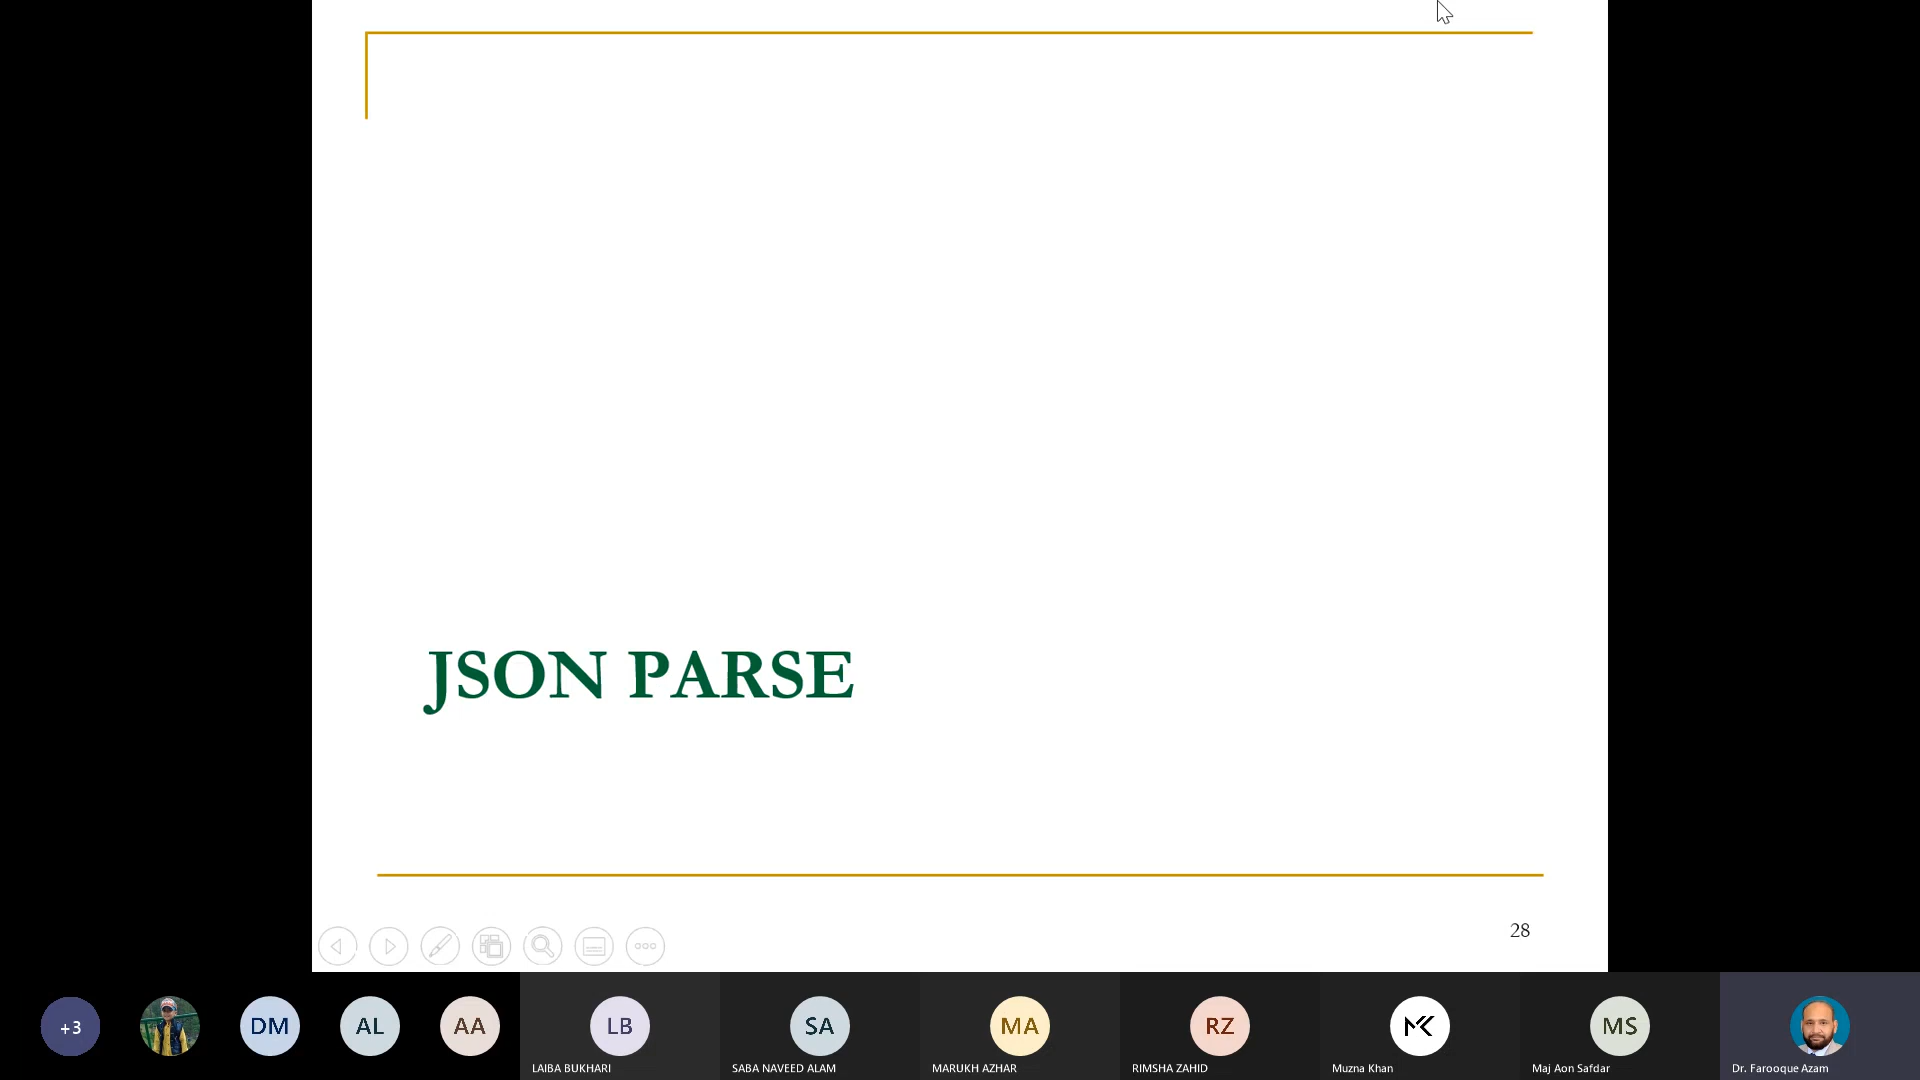 JSON PARSE
28
+3
DM
AL
AA
LB
SA
MA
RZ
MK
MS
LAIBA BUKHARI
SABA NAVEED ALAM
MARUKH AZHAR
RIMSHA ZAHID
Muzna Khan
Maj Aon Safdar
Dr. Farooque Azam